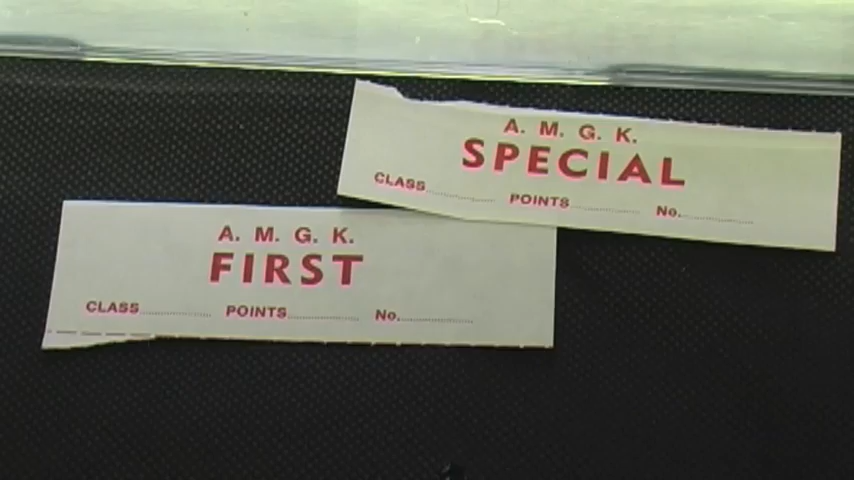 A. M. G. K.
SPECIAL
CLASS.................. POINTS.................. No...................
A. M. G. K.
FIRST
CLASS.................. POINTS.................. No...................